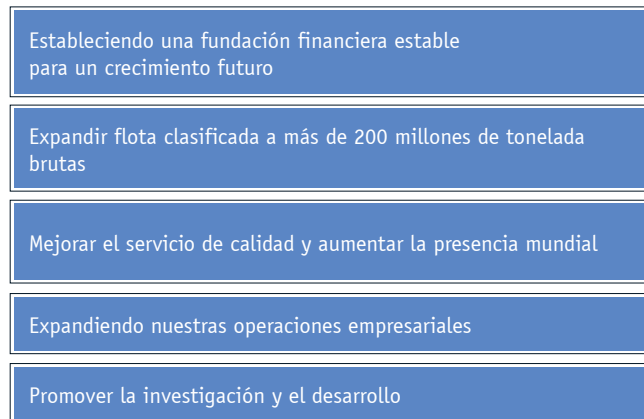 Estableciendo una fundación financiera estable
para un crecimiento futuro
Expandir flota clasificada a más de 200 millones de tonelada
brutas
Mejorar el servicio de calidad y aumentar la presencia mundial
Expandiendo nuestras operaciones empresariales
Promover la investigación y el desarrollo